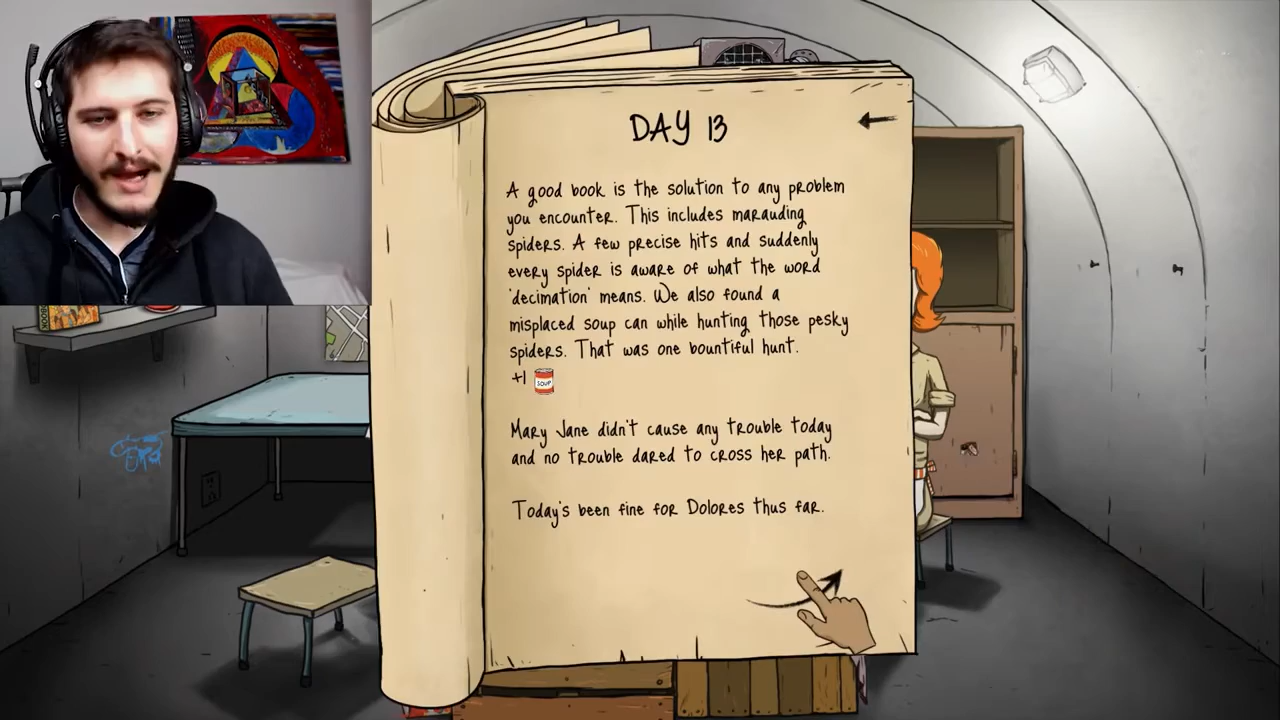 DAY 13
A good book is the solution to any problem
you encounter. This includes marauding
spiders. A few precise hits and suddenly
every spider is aware of what the word
'decimation' means. We also found a
misplaced soup can while hunting those pesky
spiders. That was one bountiful hunt.
+1 SOUP
Mary Jane didn't cause any trouble today
and no trouble dared to cross her path.
Today's been fine for Dolores thus far.